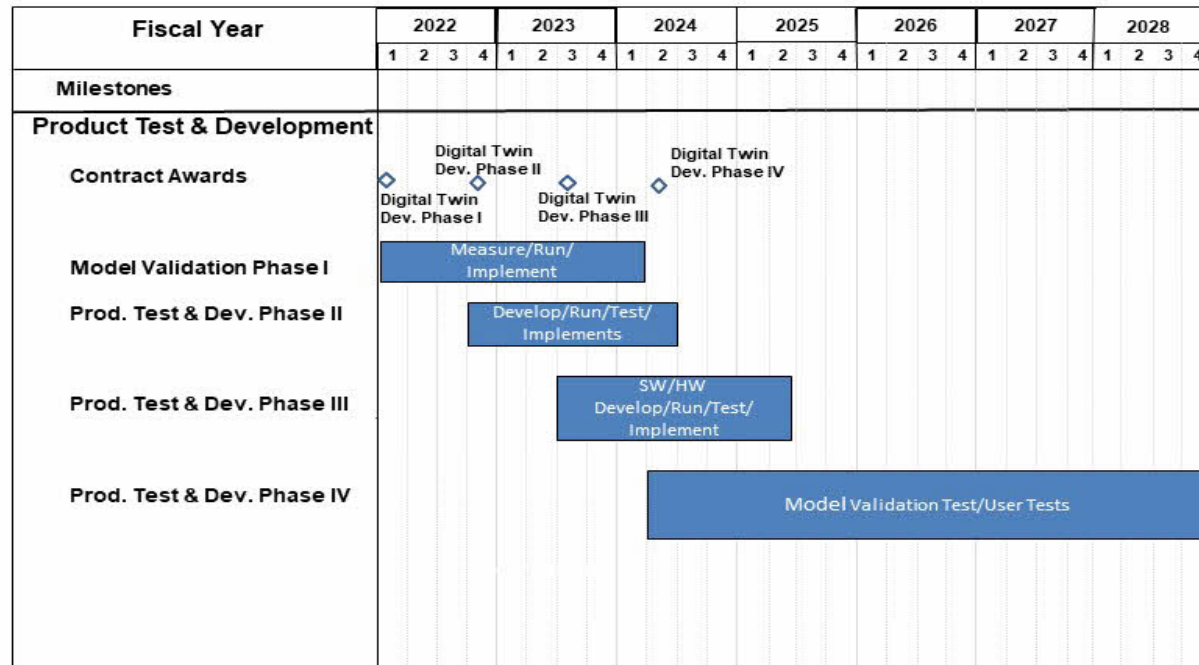 Fiscal Year 2022 2023 2024 2025 2026 2027 2028
1 2 3 4 1 2 3 4 1 2 3 4 1 2 3 4 1 2 3 4 1 2 3 4 1 2 3 4
Milestones
Product Test & Development
Contract Awards
Digital Twin
Dev. Phase I
Digital Twin
Dev. Phase II
Digital Twin
Dev. Phase III
Digital Twin
Dev. Phase IV
Model Validation Phase I
Measure/Run/
Implement
Prod. Test & Dev. Phase II
Develop/Run/Test/
Implements
Prod. Test & Dev. Phase III
SW/HW
Develop/Run/Test/
Implement
Prod. Test & Dev. Phase IV
Model Validation Test/User Tests